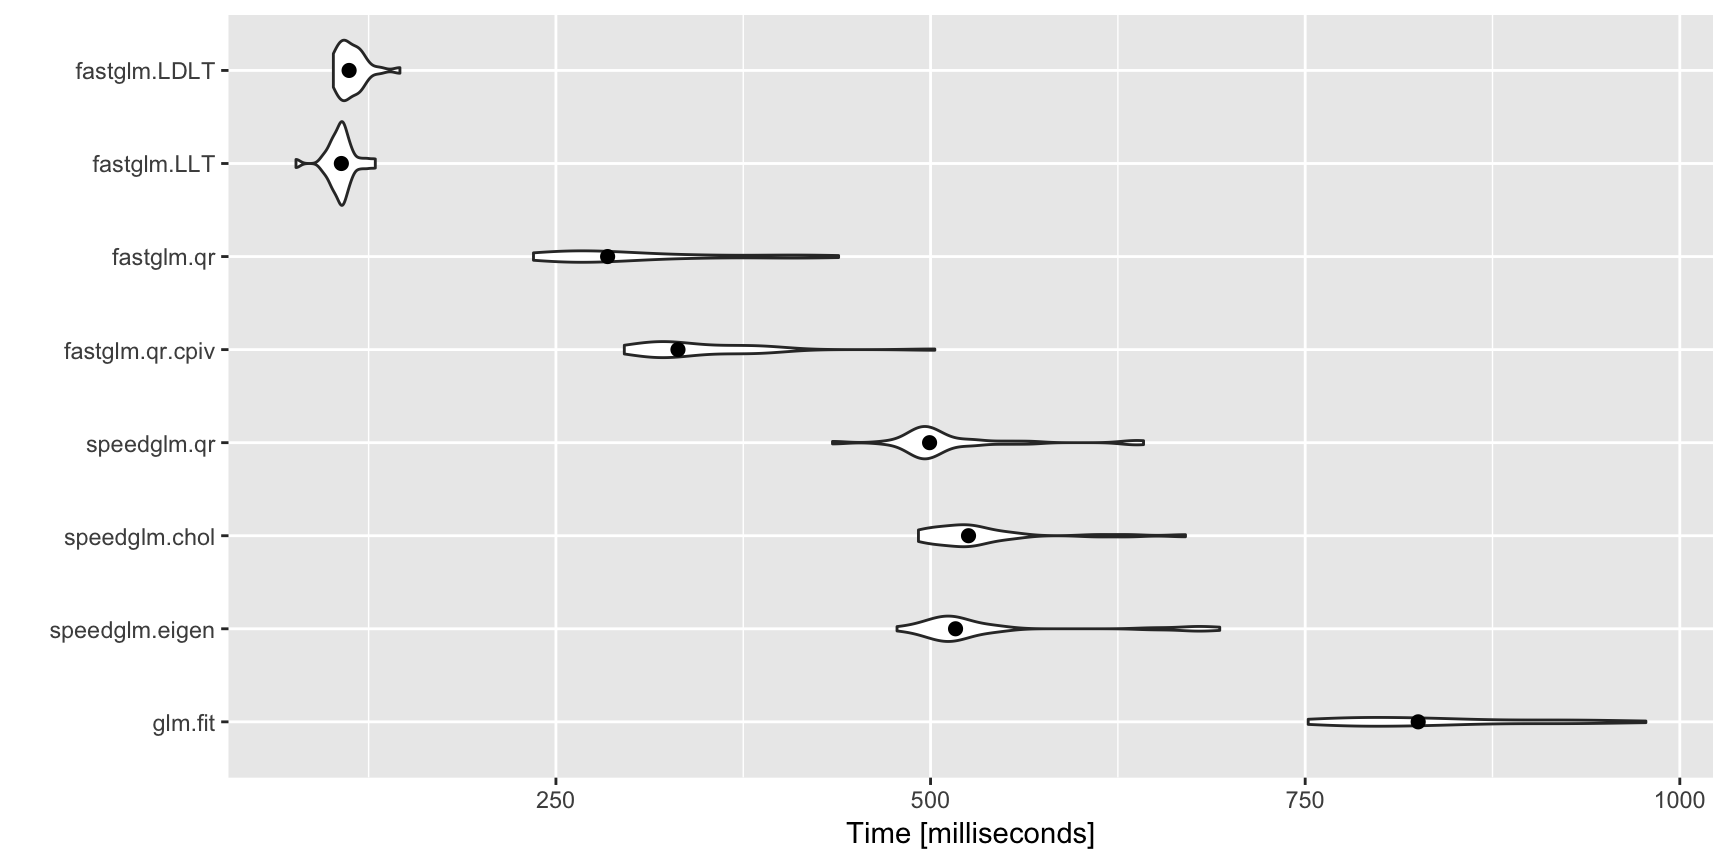 fastglm.LDLT
fastglm.LLT
fastglm.qr
fastglm.qr.cpiv
speedglm.qr
speedglm.chol
speedglm.eigen
glm.fit
250 500 750 1000
Time [milliseconds]